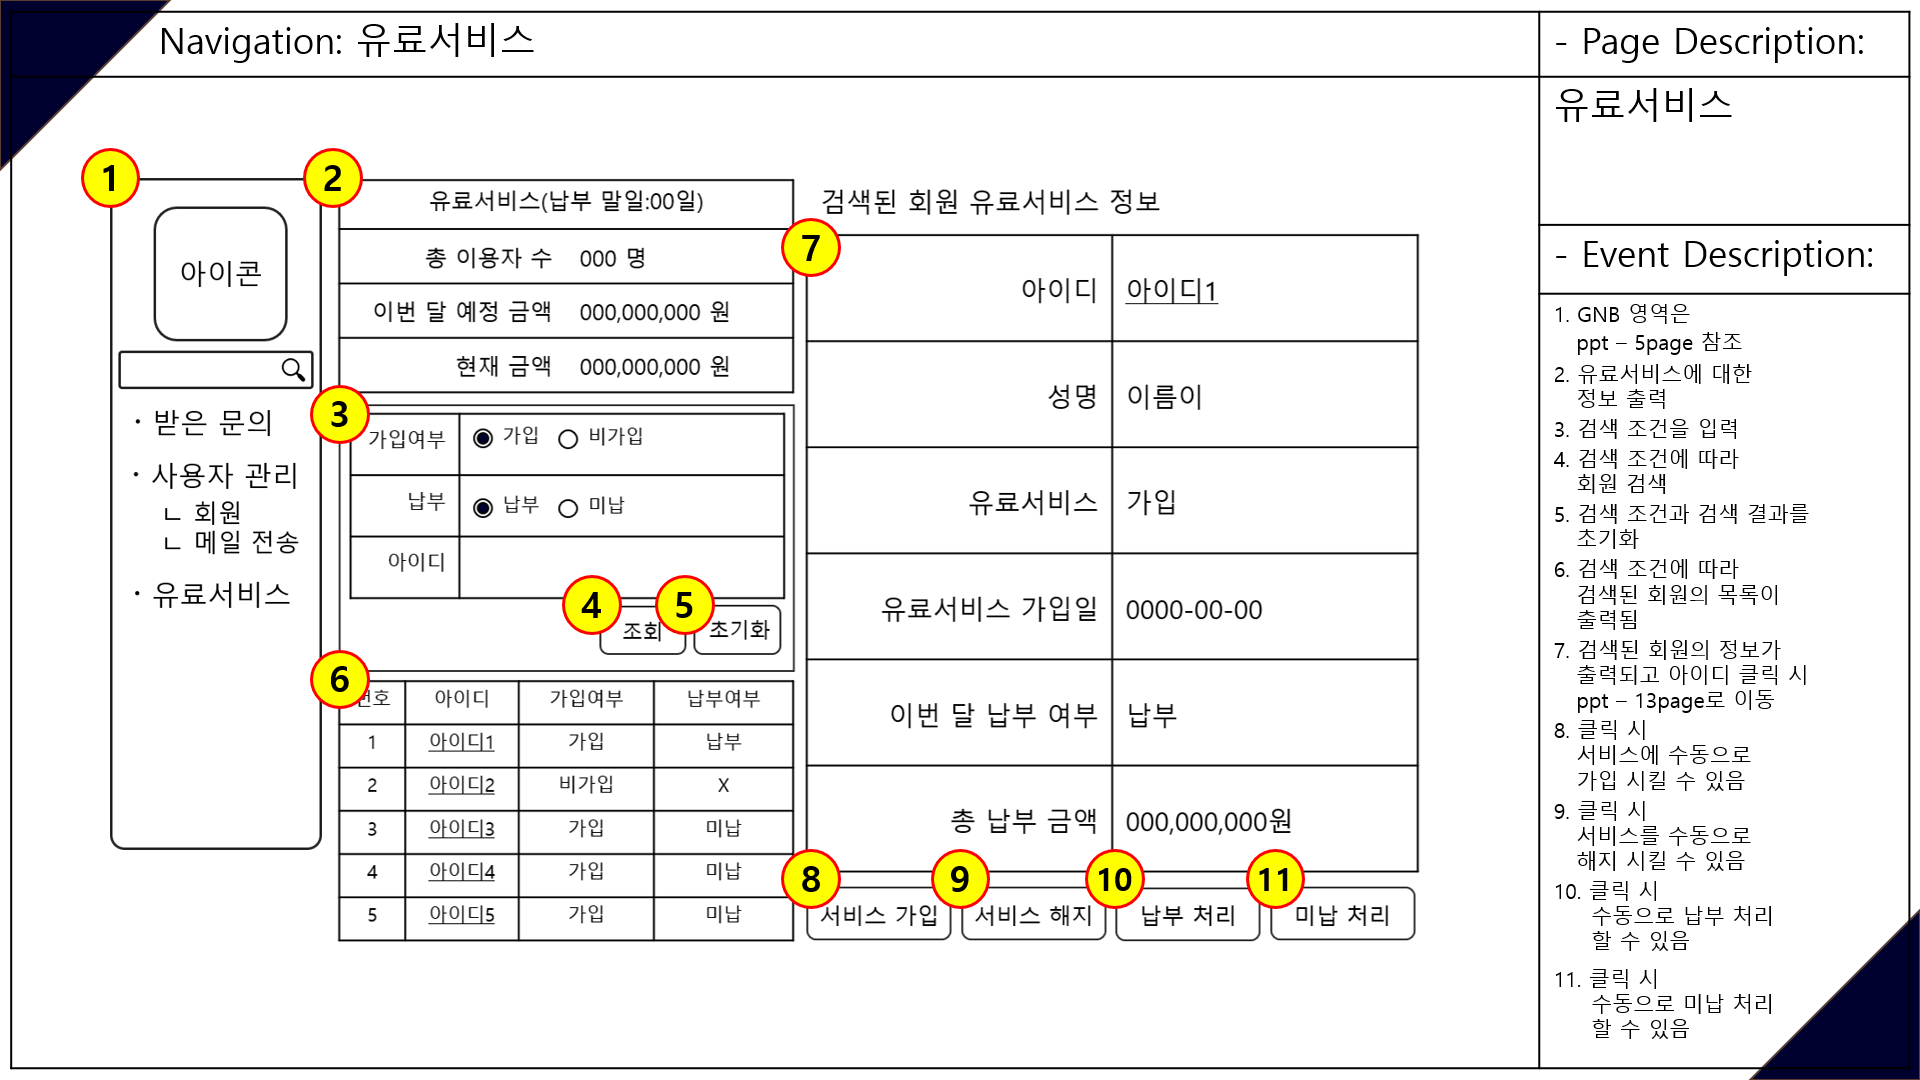 Navigation: 유료서비스
- Page Description:
유료서비스
- Event Description:
1
아이콘
· 받은 문의
· 사용자 관리
ㄴ 회원
ㄴ 메일 전송
· 유료서비스
2
유료서비스(납부 말일:00일)
총 이용자 수 000 명
이번 달 예정 금액 000,000,000 원
현재 금액 000,000,000 원
3
가입여부 가입 비가입
납부 납부 미납
아이디
4
조회
5
초기화
6
아이디 가입여부 납부여부
1 아이디1 가입 납부
2 아이디2 비가입 X
3 아이디3 가입 미납
4 아이디4 가입 미납
5 아이디5 가입 미납
검색된 회원 유료서비스 정보
7
아이디 아이디1
성명 이름이
유료서비스 가입
유료서비스 가입일 0000-00-00
이번 달 납부 여부 납부
총 납부 금액 000,000,000원
8
서비스 가입
9
서비스 해지
10
납부 처리
11
미납 처리
1. GNB 영역은
ppt – 5page 참조
2. 유료서비스에 대한
정보 출력
3. 검색 조건을 입력
4. 검색 조건에 따라
회원 검색
5. 검색 조건과 검색 결과를
초기화
6. 검색 조건에 따라
검색된 회원의 목록이
출력됨
7. 검색된 회원의 정보가
출력되고 아이디 클릭 시
ppt – 13page로 이동
8. 클릭 시
서비스에 수동으로
가입 시킬 수 있음
9. 클릭 시
서비스를 수동으로
해지 시킬 수 있음
10. 클릭 시
수동으로 납부 처리
할 수 있음
11. 클릭 시
수동으로 미납 처리
할 수 있음